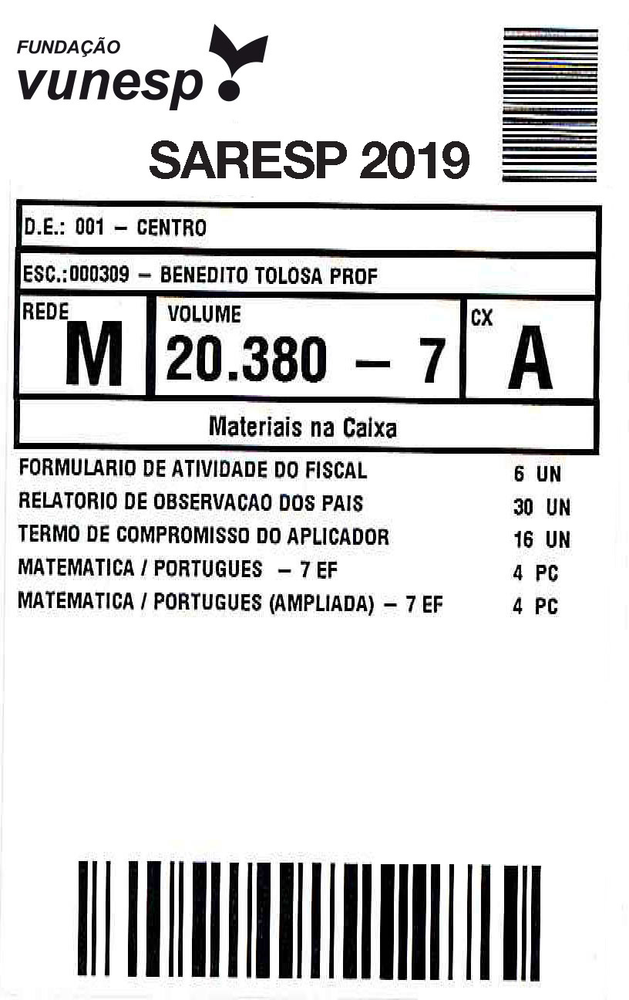 FUNDAÇÃO
vunesp
SARESP 2019
D.E.: 001 – CENTRO
ESC.:000309 – BENEDITO TOLOSA PROF
REDE
M
VOLUME
20.380 – 7
CX
A
Materiais na Caixa
FORMULARIO DE ATIVIDADE DO FISCAL 6 UN
RELATORIO DE OBSERVACAO DOS PAIS 30 UN
TERMO DE COMPROMISSO DO APLICADOR 16 UN
MATEMATICA / PORTUGUES – 7 EF 4 PC
MATEMATICA / PORTUGUES (AMPLIADA) – 7 EF 4 PC